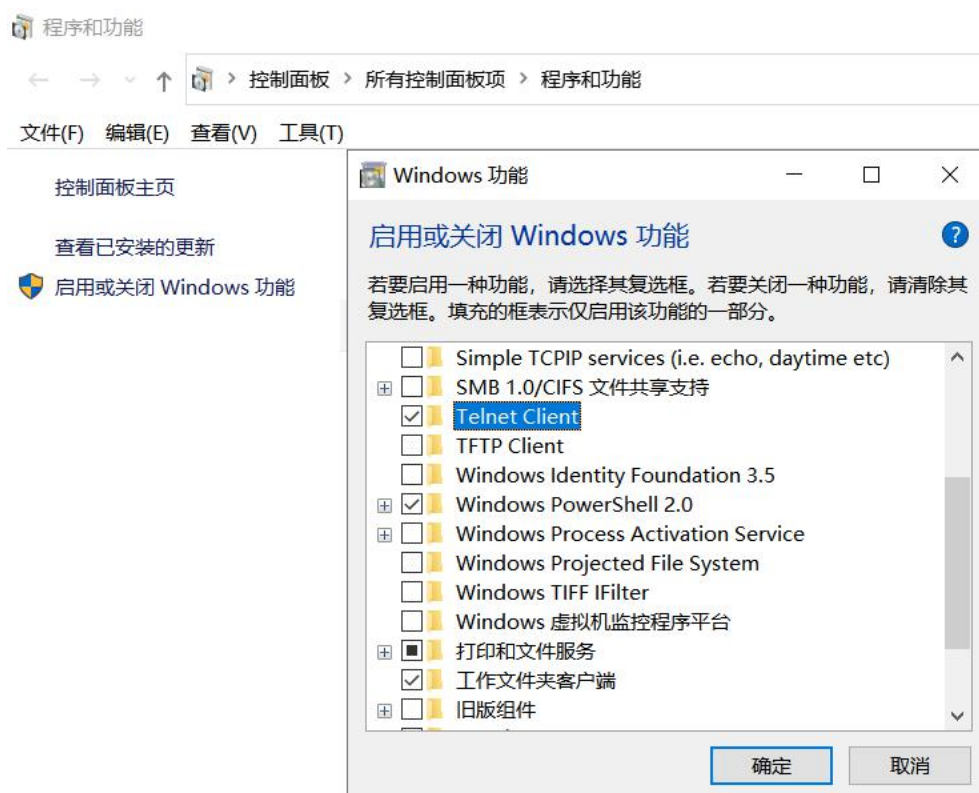 程序和功能
控制面板 > 所有控制面板项 > 程序和功能
文件(F) 编辑(E) 查看(V) 工具(T)
控制面板主页
查看已安装的更新
启用或关闭 Windows 功能
Windows 功能
启用或关闭 Windows 功能
若要启用一种功能，请选择其复选框。若要关闭一种功能，请清除其
复选框。填充的框表示仅启用该功能的一部分。
Simple TCPIP services (i.e. echo, daytime etc)
SMB 1.0/CIFS 文件共享支持
Telnet Client
TFTP Client
Windows Identity Foundation 3.5
Windows PowerShell 2.0
Windows Process Activation Service
Windows Projected File System
Windows TIFF IFilter
Windows 虚拟机监控程序平台
打印和文件服务
工作文件夹客户端
旧版组件
确定
取消